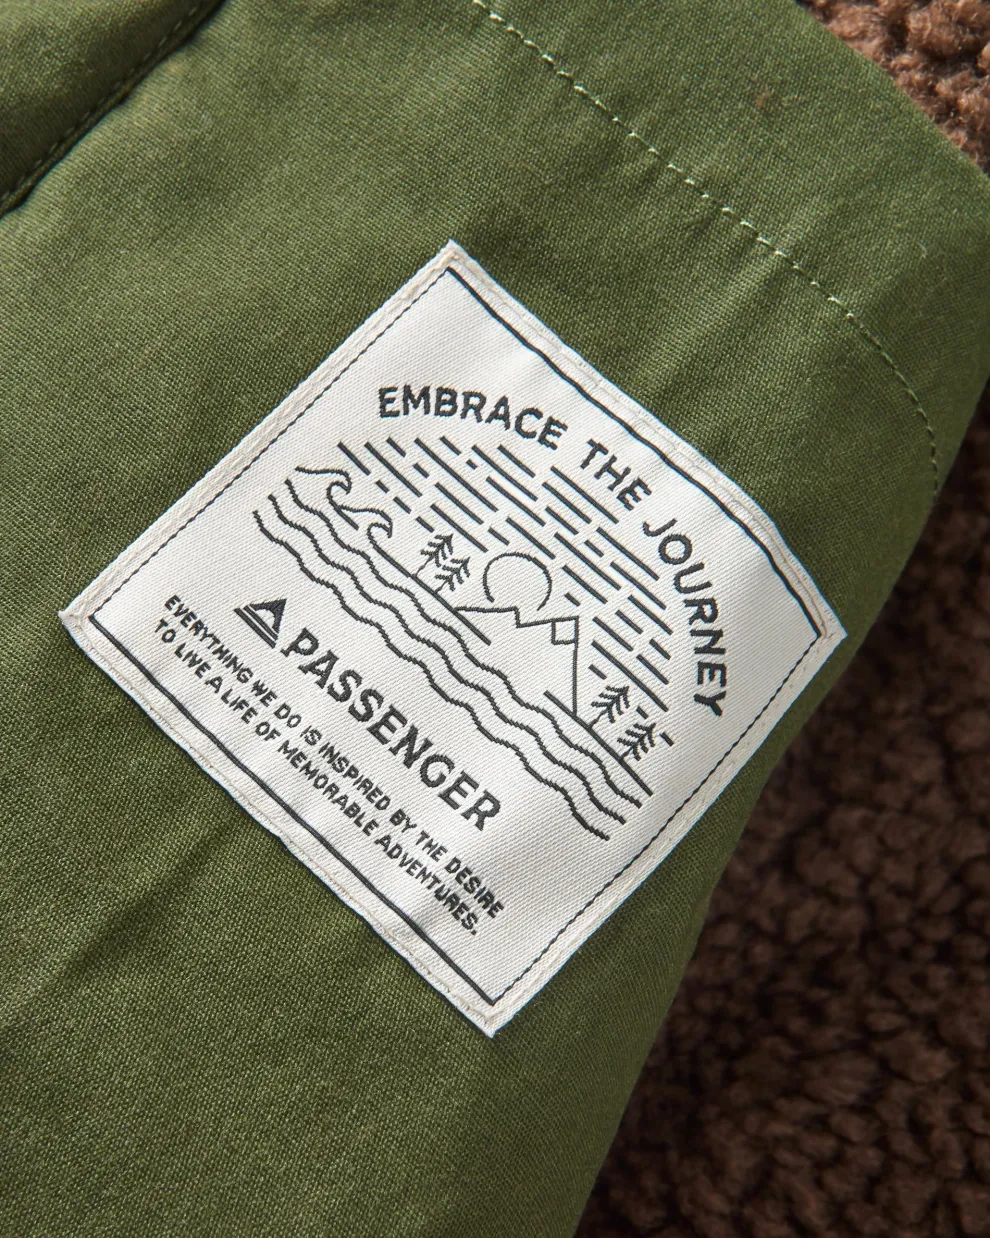 EMBRACE THE JOURNEY
PASSENGER
EVERYTHING WE DO IS INSPIRED BY THE DESIRE
TO LIVE A LIFE OF MEMORABLE ADVENTURES.